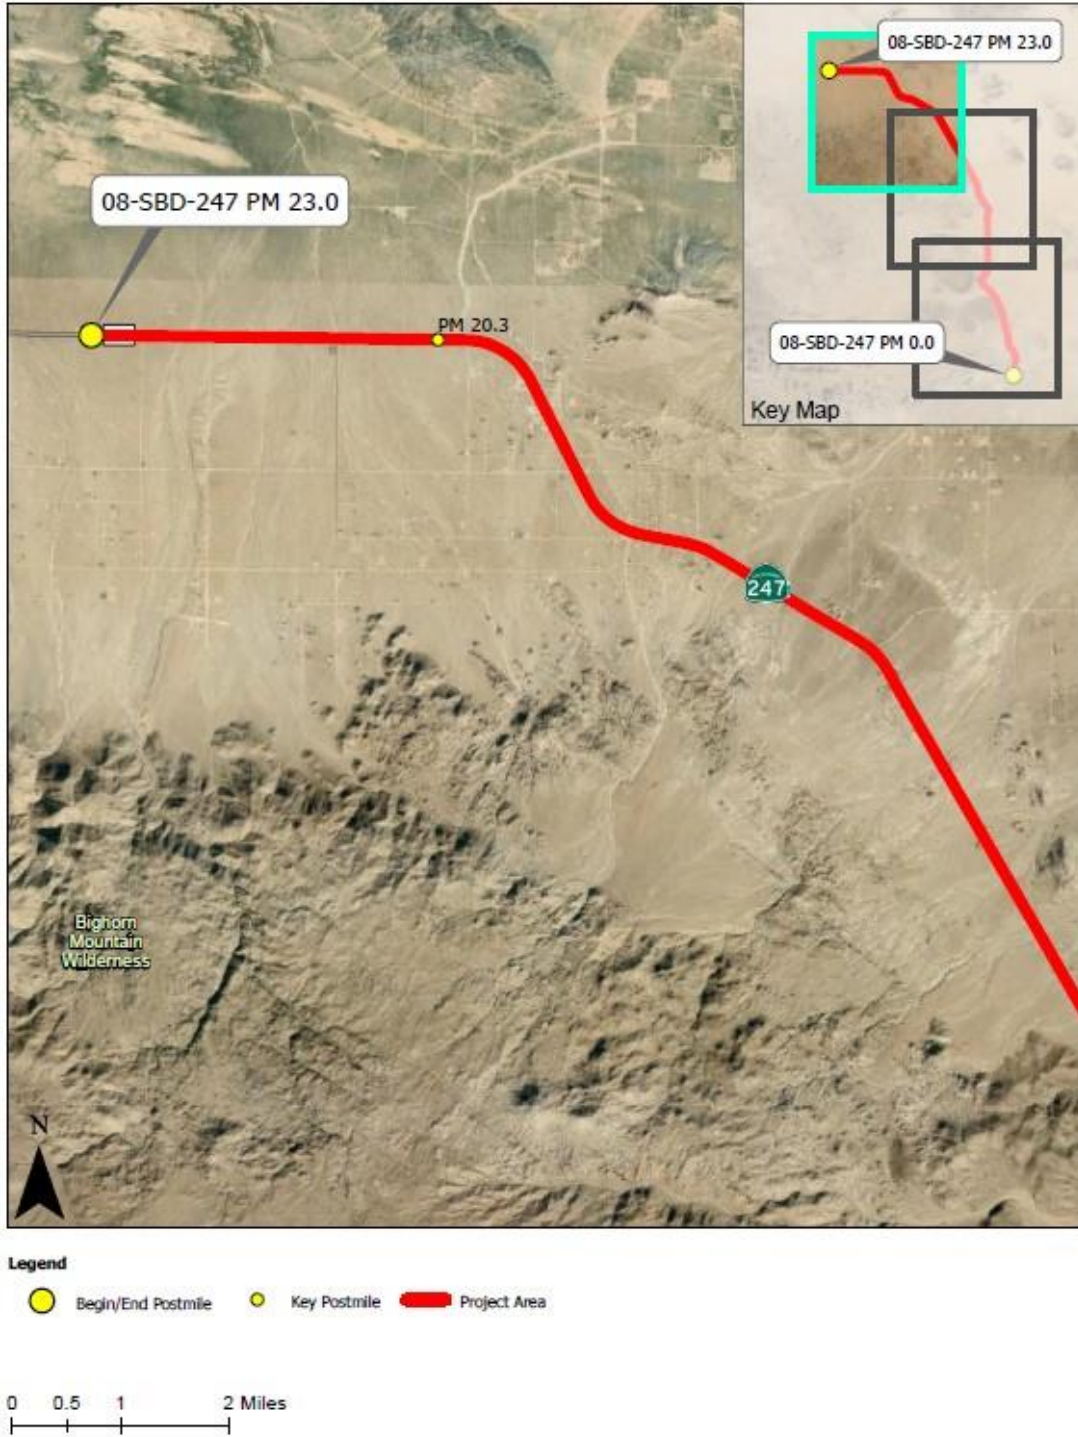 08-SBD-247 PM 23.0
08-SBD-247 PM 23.0
PM 20.3
08-SBD-247 PM 0.0
Key Map
247
Bighorn
Mountain
Wilderness
N
Legend
Begin/End Postmile Key Postmile Project Area
0 0.5 1 2 Miles